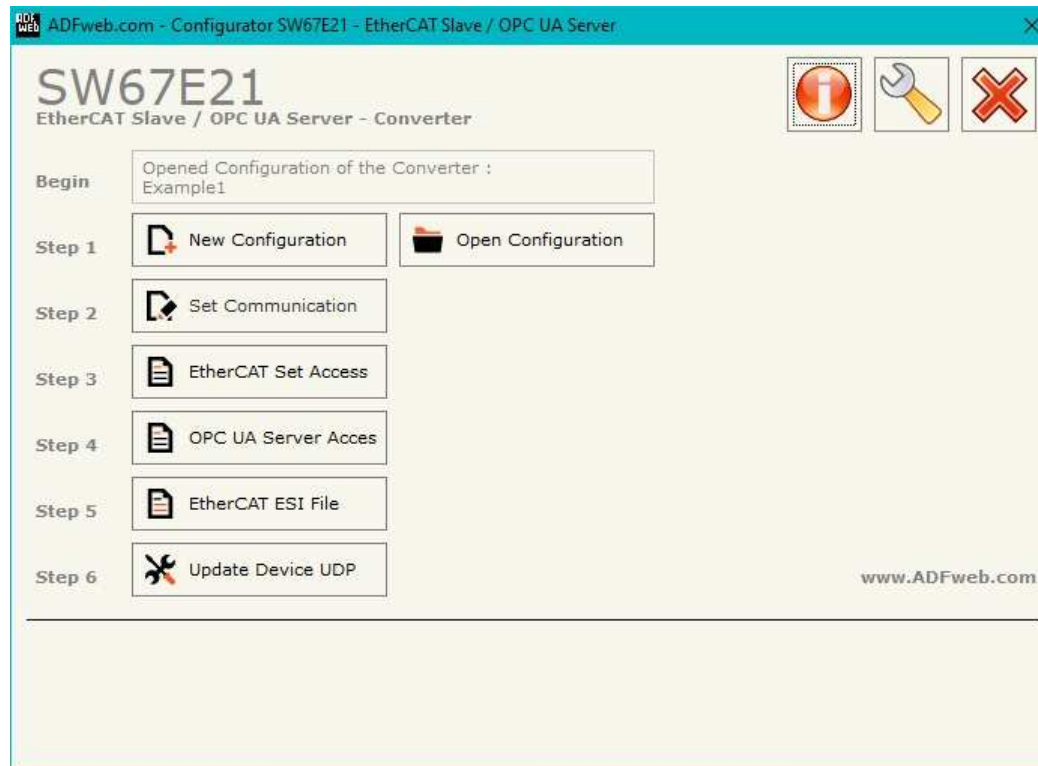 ADF
WEB
ADFweb.com - Configurator SW67E21 - EtherCAT Slave / OPC UA Server
SW67E21
EtherCAT Slave / OPC UA Server - Converter
Begin
Opened Configuration of the Converter :
Example1
Step 1
New Configuration
Open Configuration
Step 2
Set Communication
Step 3
EtherCAT Set Access
Step 4
OPC UA Server Acces
Step 5
EtherCAT ESI File
Step 6
Update Device UDP
www.ADFweb.com